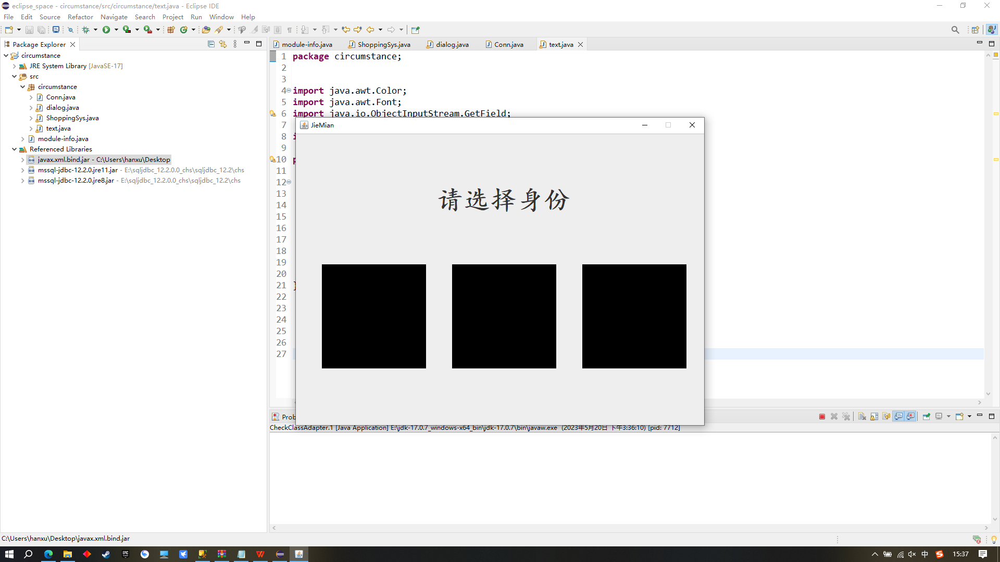 eclipse_space - circumstance/src/circumstance/text.java - Eclipse IDE
File Edit Source Refactor Navigate Search Project Run Window Help
Package Explorer
circumstance
JRE System Library [JavaSE-17]
src
circumstance
Conn.java
dialog.java
ShoppingSys.java
text.java
module-info.java
Referenced Libraries
javax.xml.bind.jar - C:\Users\hanxu\Desktop
mssql-jdbc-12.2.0.jre11.jar - E:\sqljdbc_12.2.0.0_chs\sqljdbc_12.2\chs
mssql-jdbc-12.2.0.jre8.jar - E:\sqljdbc_12.2.0.0_chs\sqljdbc_12.2\chs
module-info.java ShoppingSys.java dialog.java Conn.java text.java
1 package circumstance;
2
3
4 import java.awt.Color;
5 import java.awt.Font;
6 import java.io.ObjectInputStream.GetField;
7
8
9
10
11
12
13
14
15
16
17
18
19
20
21 }
22
23
24
25
26
27
JieMian
请选择身份
Prob
CheckClassAdapter.1 [Java Application] E:\jdk-17.0.7_windows-x64_bin\jdk-17.0.7\bin\javaw.exe (2023年5月20日 下午3:36:10) [pid: 7712]
C:\Users\hanxu\Desktop\javax.xml.bind.jar
EPIC
中
15:37